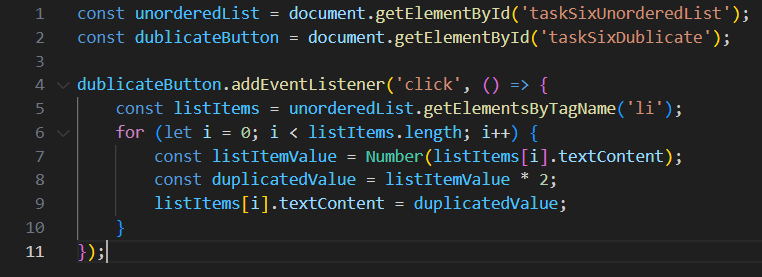 1 const unorderedList = document.getElementById('taskSixUnorderedList');
2 const dublicateButton = document.getElementById('taskSixDublicate');
3
4 dublicateButton.addEventListener('click', () => {
5     const listItems = unorderedList.getElementsByTagName('li');
6     for (let i = 0; i < listItems.length; i++) {
7         const listItemValue = Number(listItems[i].textContent);
8         const duplicatedValue = listItemValue * 2;
9         listItems[i].textContent = duplicatedValue;
10     }
11 });